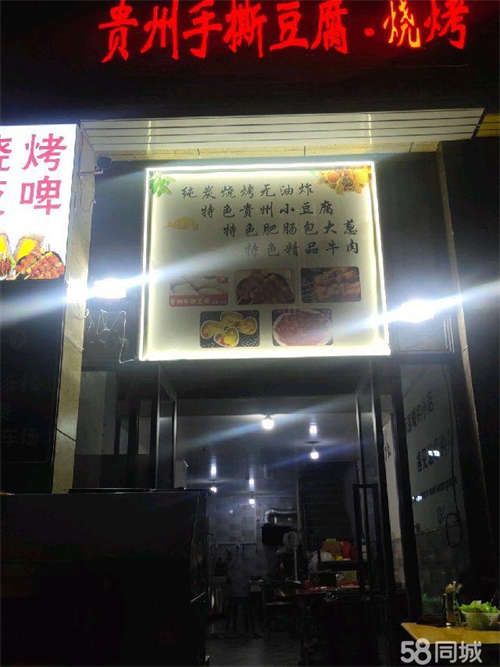 贵州手撕豆腐·烧烤
烧烤
啤
纯炭烧烤无油炸
特色贵州小豆腐
特色肥肠包大葱
特色精品牛肉
58同城